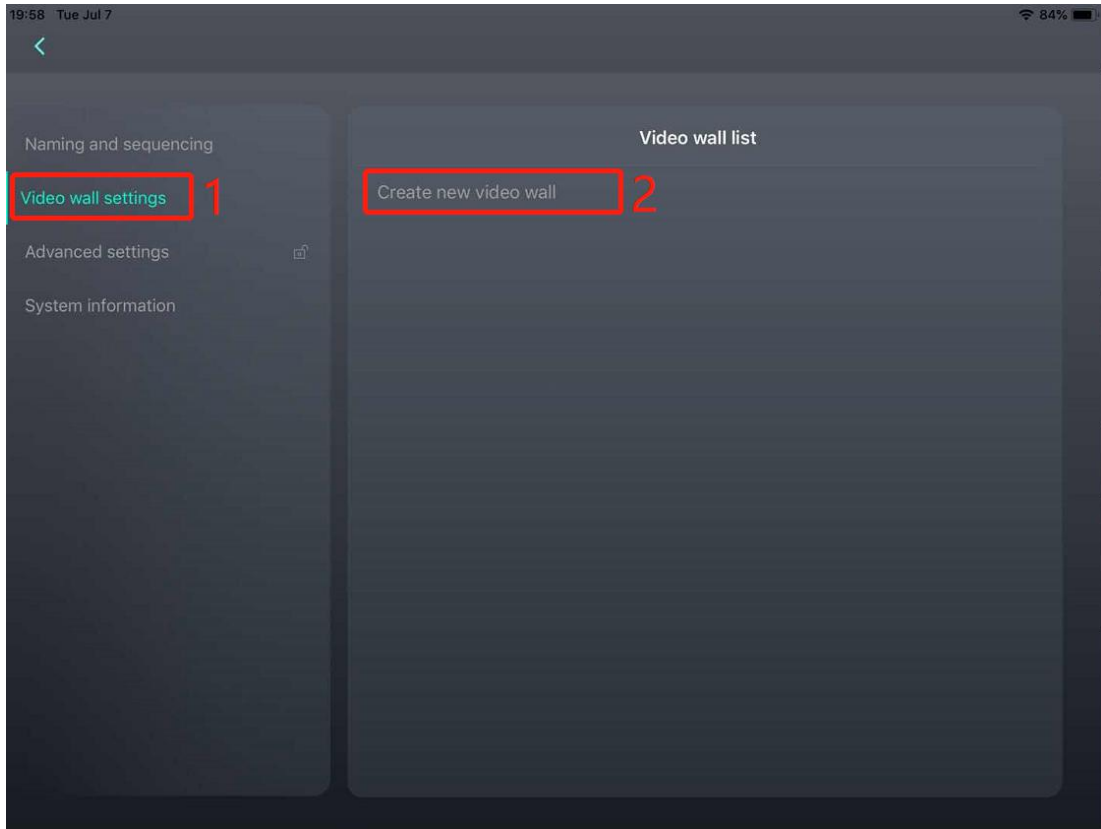 19:58 Tue Jul 7
84%
Naming and sequencing
Video wall settings
1
Advanced settings
System information
Video wall list
Create new video wall
2